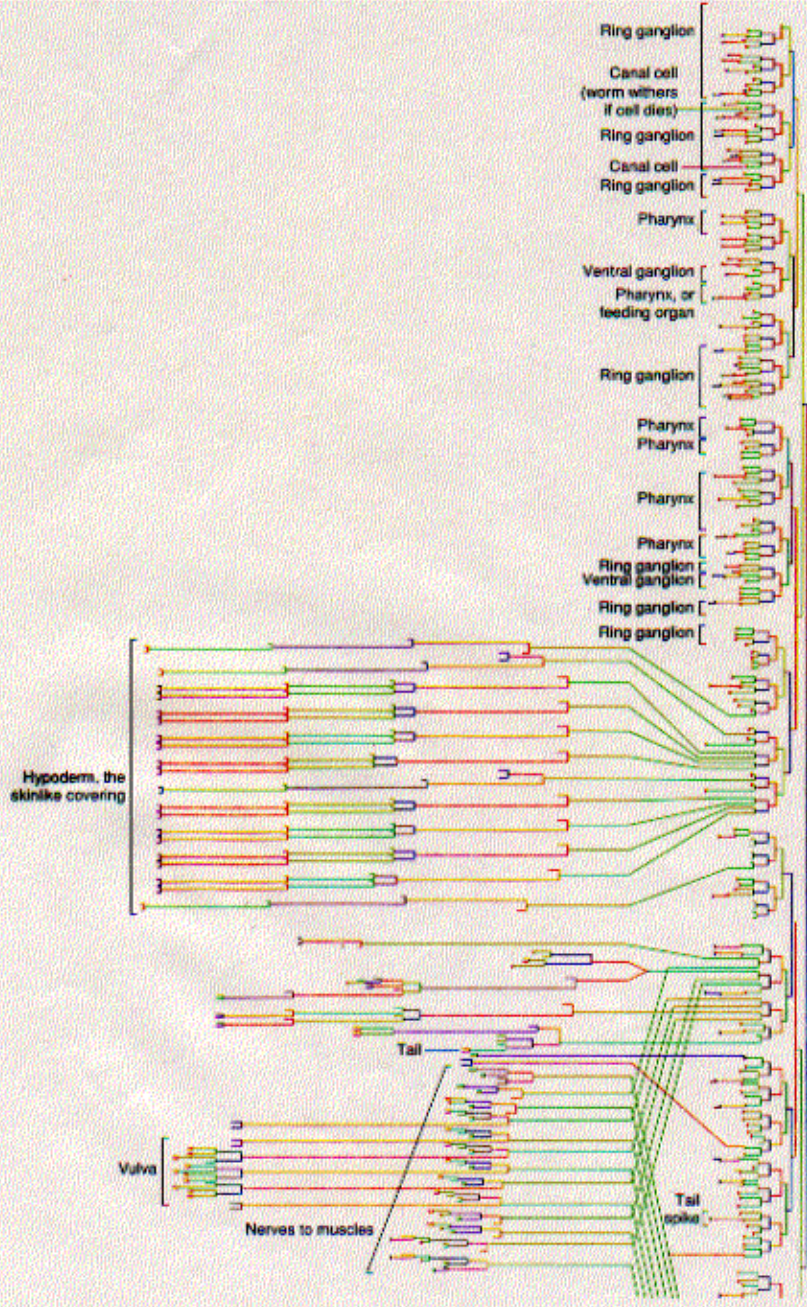 Ring ganglion
Canal cell
(worm withers
if cell dies)
Ring ganglion
Canal cell
Ring ganglion
Pharynx
Ventral ganglion
Pharynx, or
feeding organ
Ring ganglion
Pharynx
Pharynx
Pharynx
Pharynx
Ring ganglion
Ventral ganglion
Ring ganglion
Ring ganglion
Hypoderm, the
skinlike covering
Tail
Vulva
Tail
spike
Nerves to muscles